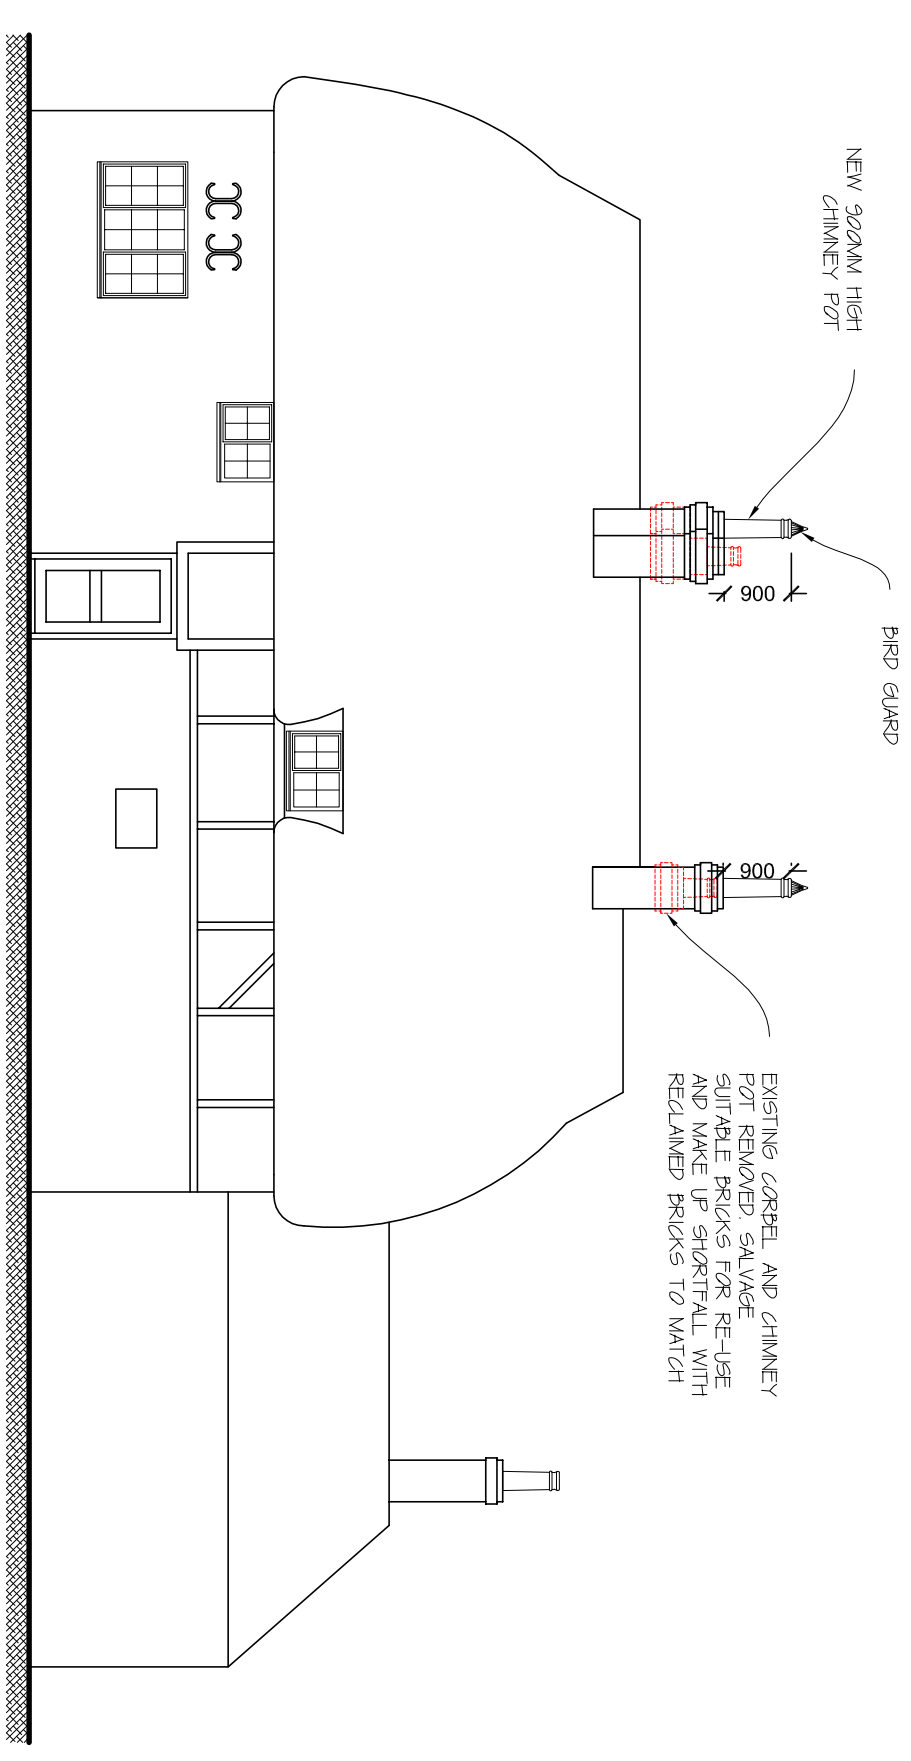 NEW 900MM HIGH
CHIMNEY POT
BIRD GUARD
900
900
EXISTING CORBEL AND CHIMNEY
POT REMOVED. SALVAGE
SUITABLE BRICKS FOR RE-USE
AND MAKE UP SHORTFALL WITH
RECLAIMED BRICKS TO MATCH